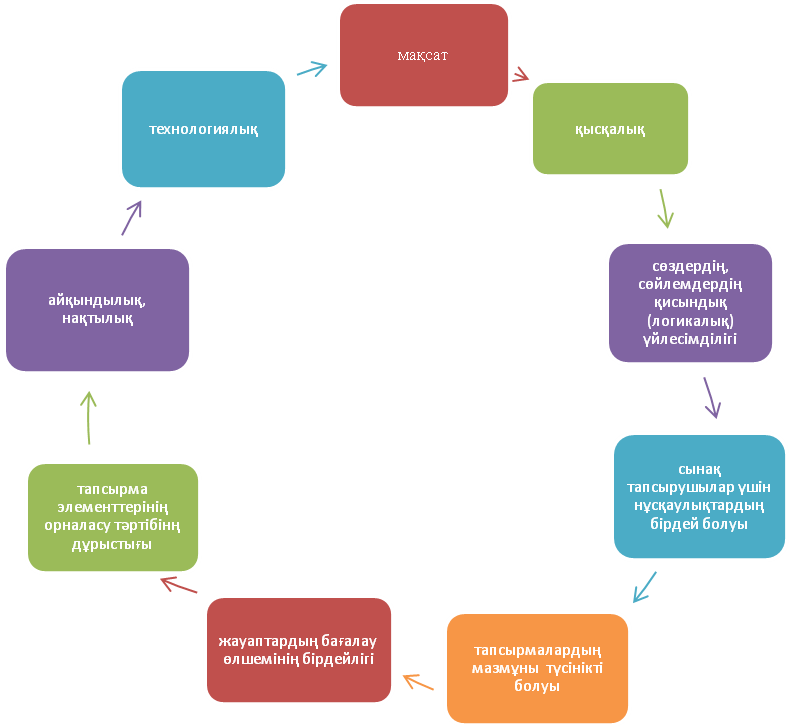 мақсат
қысқалық
сөздердің,
сөйлемдердің
қисындық
(логикалық)
үйлесімділігі
сынақ
тапсырушылар үшін
нұсқаулықтардың
бірдей болуы
тапсырмалардың
мазмұны түсінікті
болуы
жауаптардың бағалау
өлшемінің бірдейлігі
тапсырма
элементтерінің
орналасу тәртібінң
дұрыстығы
айқындылық,
нақтылық
технологиялық